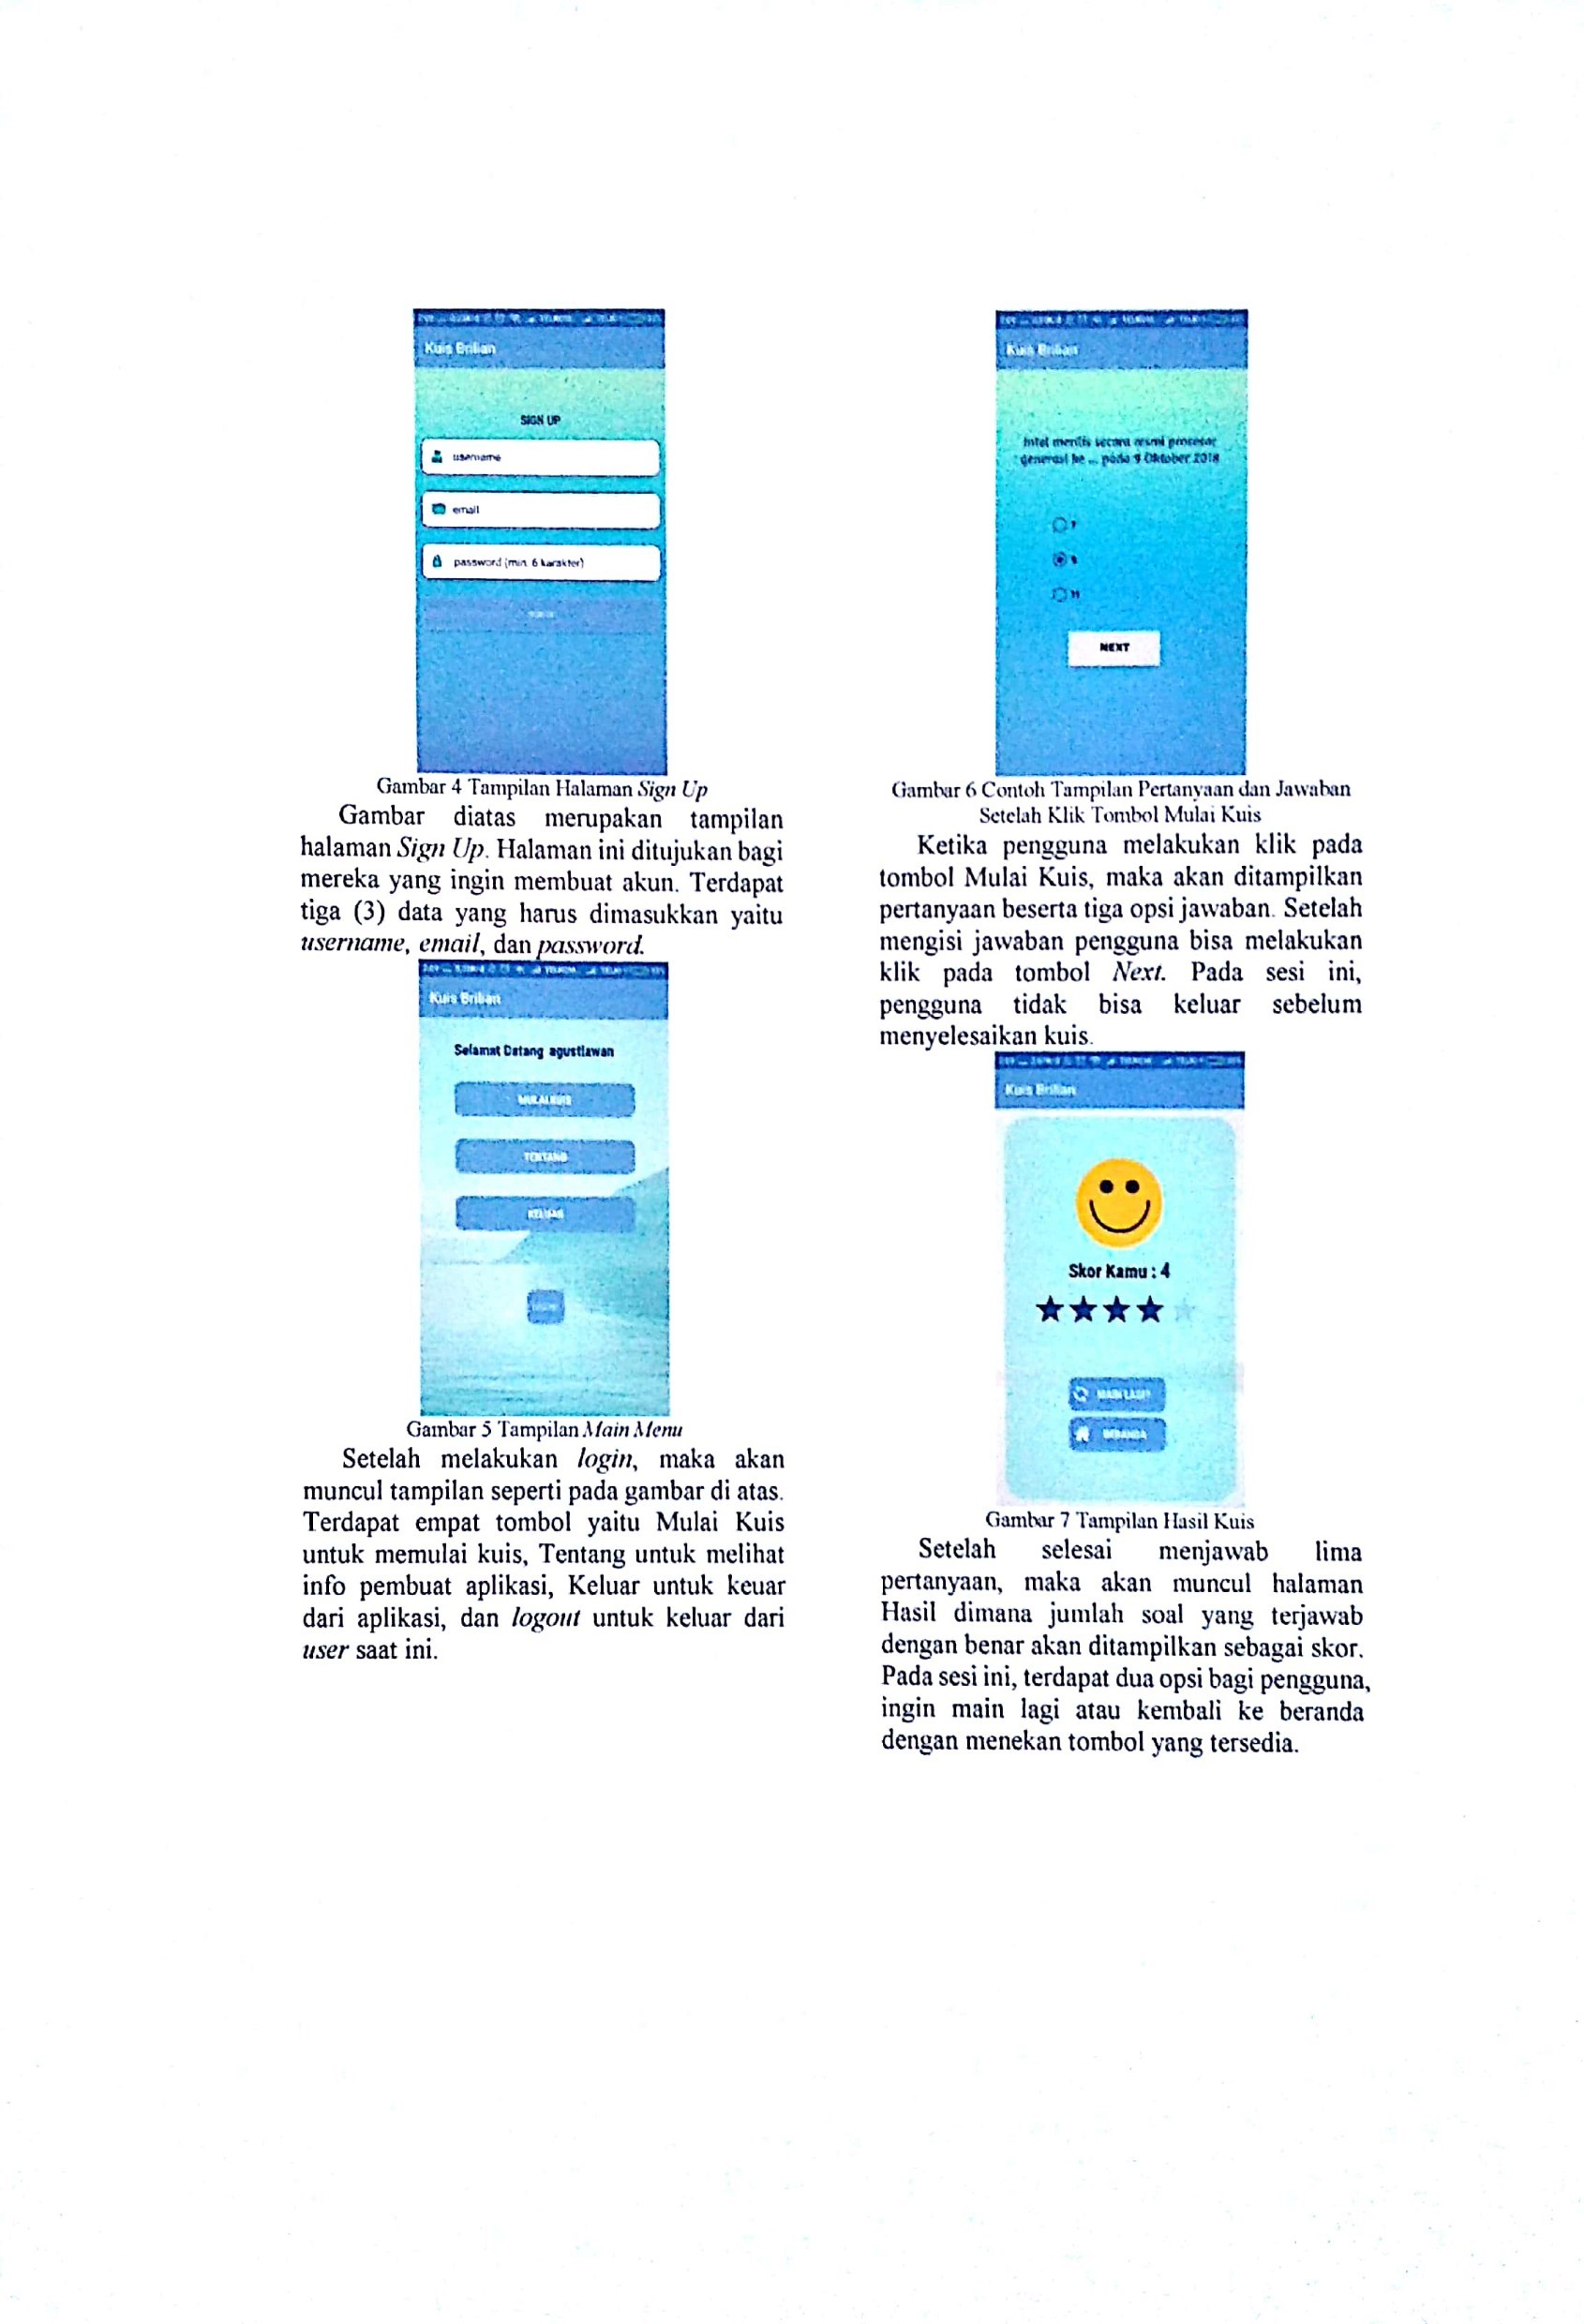 Kuis Brilian
SIGN UP
username
email
password (min. 6 karakter)
Gambar 4 Tampilan Halaman Sign Up
Gambar diatas merupakan tampilan
halaman Sign Up. Halaman ini ditujukan bagi
mereka yang ingin membuat akun. Terdapat
tiga (3) data yang harus dimasukkan yaitu
username, email, dan password.
Kuis Brilian
Selamat Datang agustiawan
MULAI KUIS
TENTANG
KELUAR
Gambar 5 Tampilan Main Menu
Setelah melakukan login, maka akan
muncul tampilan seperti pada gambar di atas.
Terdapat empat tombol yaitu Mulai Kuis
untuk memulai kuis, Tentang untuk melihat
info pembuat aplikasi, Keluar untuk keuar
dari aplikasi, dan logout untuk keluar dari
user saat ini.
Kuis Brilian
Intel merilis secara resmi prosesor
generasi ke ... pada 9 Oktober 2018
7
9
11
NEXT
Gambar 6 Contoh Tampilan Pertanyaan dan Jawaban
Setelah Klik Tombol Mulai Kuis
Ketika pengguna melakukan klik pada
tombol Mulai Kuis, maka akan ditampilkan
pertanyaan beserta tiga opsi jawaban. Setelah
mengisi jawaban pengguna bisa melakukan
klik pada tombol Next. Pada sesi ini,
pengguna tidak bisa keluar sebelum
menyelesaikan kuis.
Kuis Brilian
Skor Kamu : 4
MAIN LAGI?
BERANDA
Gambar 7 Tampilan Hasil Kuis
Setelah selesai menjawab lima
pertanyaan, maka akan muncul halaman
Hasil dimana jumlah soal yang terjawab
dengan benar akan ditampilkan sebagai skor.
Pada sesi ini, terdapat dua opsi bagi pengguna,
ingin main lagi atau kembali ke beranda
dengan menekan tombol yang tersedia.